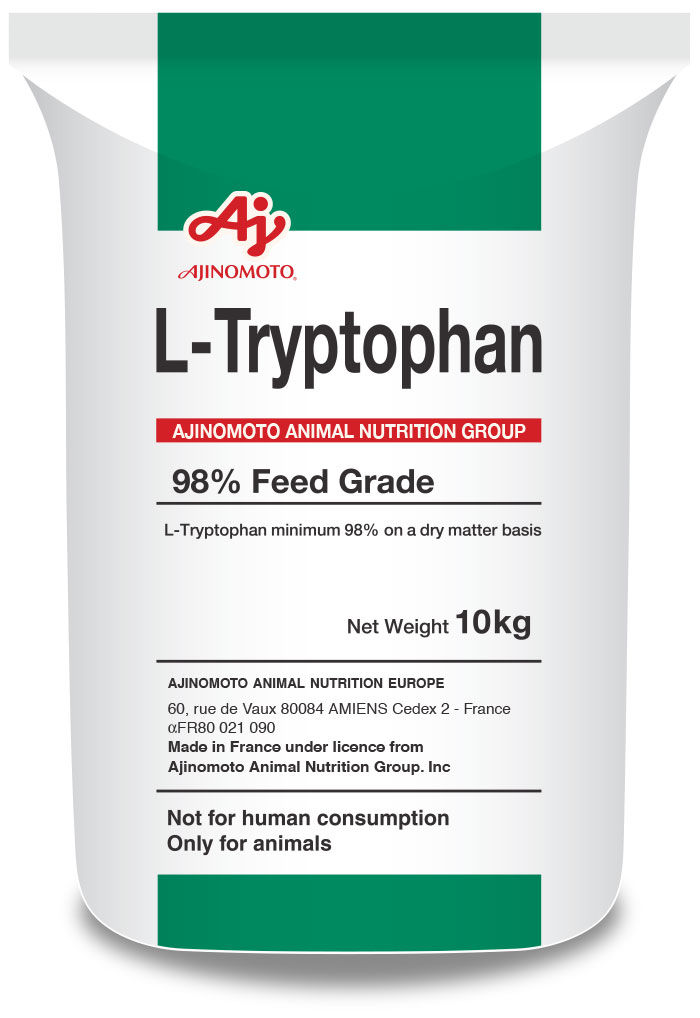 Aj
AJINOMOTO®
L-Tryptophan
AJINOMOTO ANIMAL NUTRITION GROUP
98% Feed Grade
L-Tryptophan minimum 98% on a dry matter basis
Net Weight 10kg
AJINOMOTO ANIMAL NUTRITION EUROPE
60, rue de Vaux 80084 AMIENS Cedex 2 - France
αFR80 021 090
Made in France under licence from
Ajinomoto Animal Nutrition Group. Inc
Not for human consumption
Only for animals